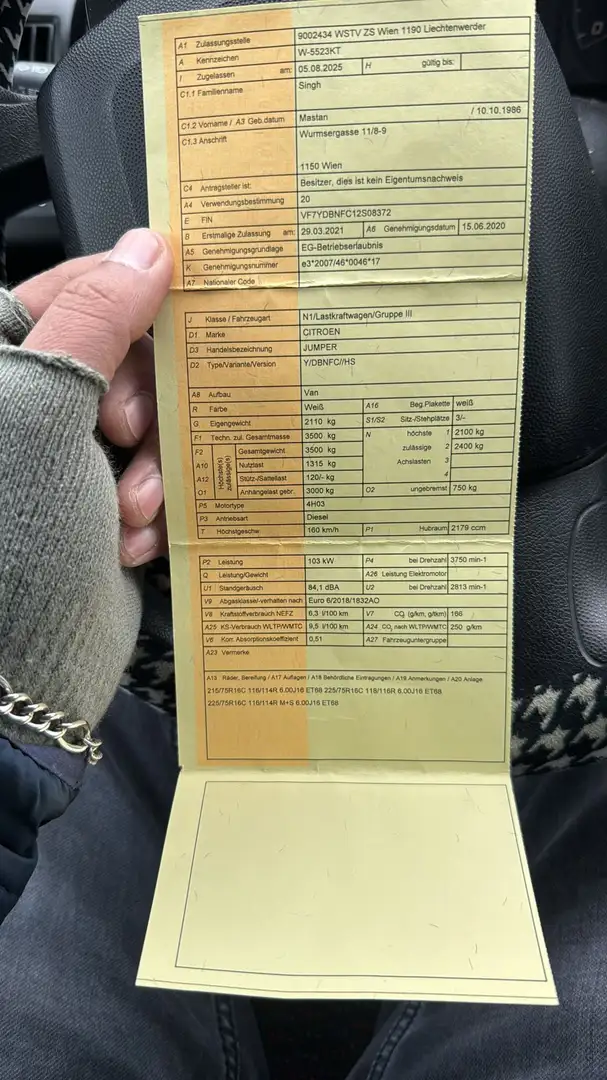 A1 Zulassungsstelle 9002434 WSTV ZS Wien 1190 Liechtenwerder
A Kennzeichen W-5523KT
I Zugelassen am: 05.08.2025 H gültig bis:
C1.1 Familienname Singh
C1.2 Vorname / A3 Geb.datum Mastan / 10.10.1986
C1.3 Anschrift Wurmsergasse 11/8-9
1150 Wien
C4 Antragsteller ist: Besitzer, dies ist kein Eigentumsnachweis
A4 Verwendungsbestimmung 20
E FIN VF7YDBNFC12S08372
B Erstmalige Zulassung am: 29.03.2021 A6 Genehmigungsdatum 15.06.2020
A5 Genehmigungsgrundlage EG-Betriebserlaubnis
K Genehmigungsnummer e3*2007/46*0046*17
A7 Nationaler Code
J Klasse / Fahrzeugart N1/Lastkraftwagen/Gruppe III
D1 Marke CITROEN
D3 Handelsbezeichnung JUMPER
D2 Type/Variante/Version Y/DBNFC//HS
A8 Aufbau Van
R Farbe Weiß A16 Beg.Plakette weiß
G Eigengewicht 2110 kg S1/S2 Sitz-/Stehplätze 3/-
F1 Techn. zul. Gesamtmasse 3500 kg N höchste 1 2100 kg
F2 Höchste(s) zulässige(s) Gesamtgewicht 3500 kg zulässige 2 2400 kg
A10 Nutzlast 1315 kg Achslasten 3
A12 Stütz-/Sattellast 120/- kg 4
O1 Anhängelast gebr. 3000 kg O2 ungebremst 750 kg
P5 Motortype 4H03
P3 Antriebsart Diesel
T Höchstgeschw. 160 km/h P1 Hubraum 2179 ccm
P2 Leistung 103 kW P4 bei Drehzahl 3750 min-1
Q Leistung/Gewicht A26 Leistung Elektromotor
U1 Standgeräusch 84,1 dBA U2 bei Drehzahl 2813 min-1
V9 Abgasklasse/-verhalten nach Euro 6/2018/1832AO
V8 Kraftstoffverbrauch NEFZ 6,3 l/100 km V7 CO₂ (g/km, g/tkm) 166
A25 KS-Verbrauch WLTP/WMTC 9,5 l/100 km A24 CO₂ nach WLTP/WMTC 250 g/km
V6 Korr. Absorptionskoeffizient 0,51 A27 Fahrzeuguntergruppe
A23 Vermerke
A13 Räder, Bereifung / A17 Auflagen / A18 Behördliche Eintragungen / A19 Anmerkungen / A20 Anlage
215/75R16C 116/114R 6.00J16 ET68 225/75R16C 118/116R 6.00J16 ET68
225/75R16C 116/114R M+S 6.00J16 ET68